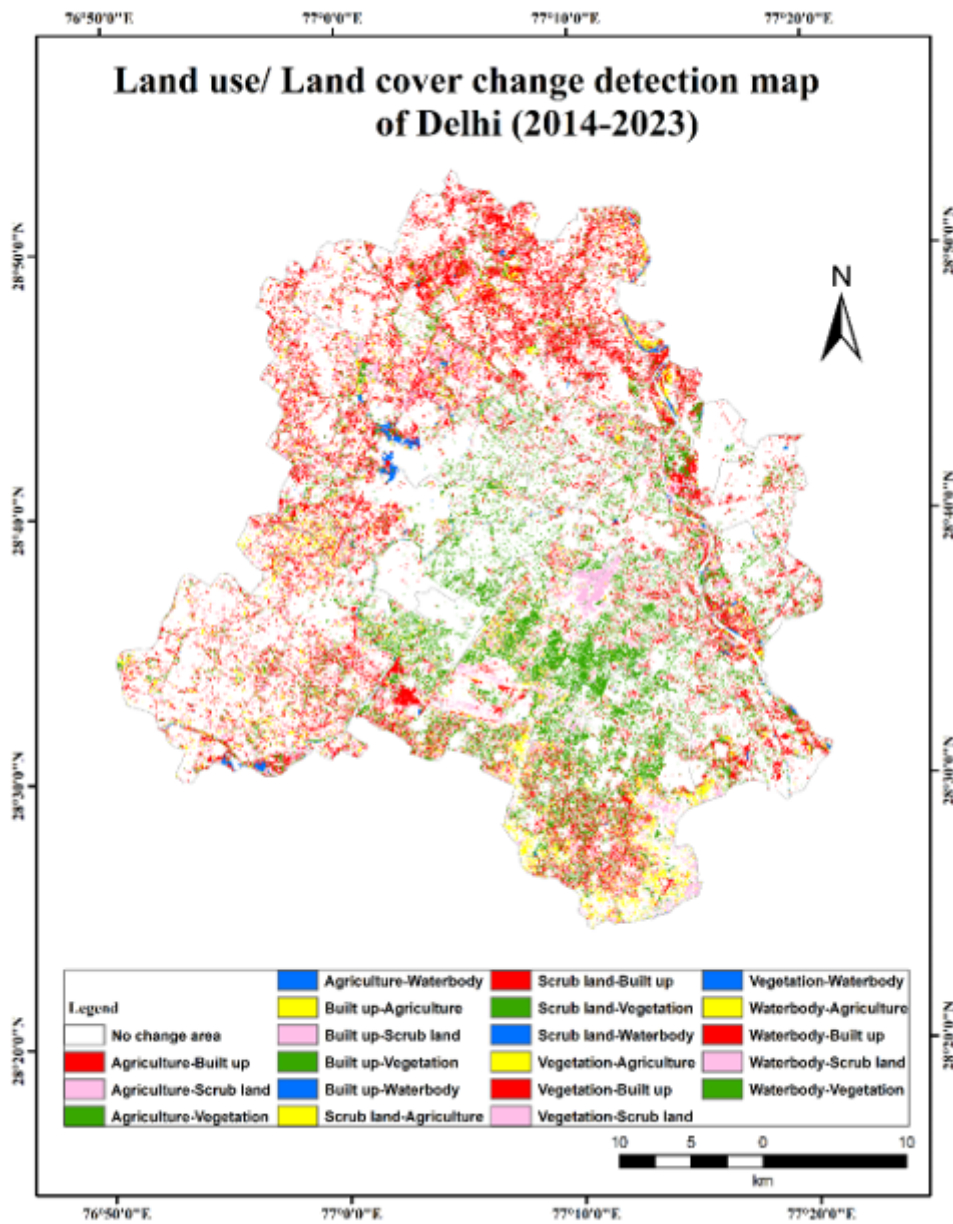 76°50'0"E 77°0'0"E 77°10'0"E 77°20'0"E
Land use/ Land cover change detection map
of Delhi (2014-2023)
28°50'0"N 28°50'0"N
N
28°40'0"N 28°40'0"N
28°30'0"N 28°30'0"N
Legend
No change area
Agriculture-Built up
Agriculture-Scrub land
Agriculture-Vegetation
Agriculture-Waterbody
Built up-Agriculture
Built up-Scrub land
Built up-Vegetation
Built up-Waterbody
Scrub land-Agriculture
Scrub land-Built up
Scrub land-Vegetation
Scrub land-Waterbody
Vegetation-Agriculture
Vegetation-Built up
Vegetation-Scrub land
Vegetation-Waterbody
Waterbody-Agriculture
Waterbody-Built up
Waterbody-Scrub land
Waterbody-Vegetation
28°20'0"N 28°20'0"N
10 5 0 10
km
76°50'0"E 77°0'0"E 77°10'0"E 77°20'0"E